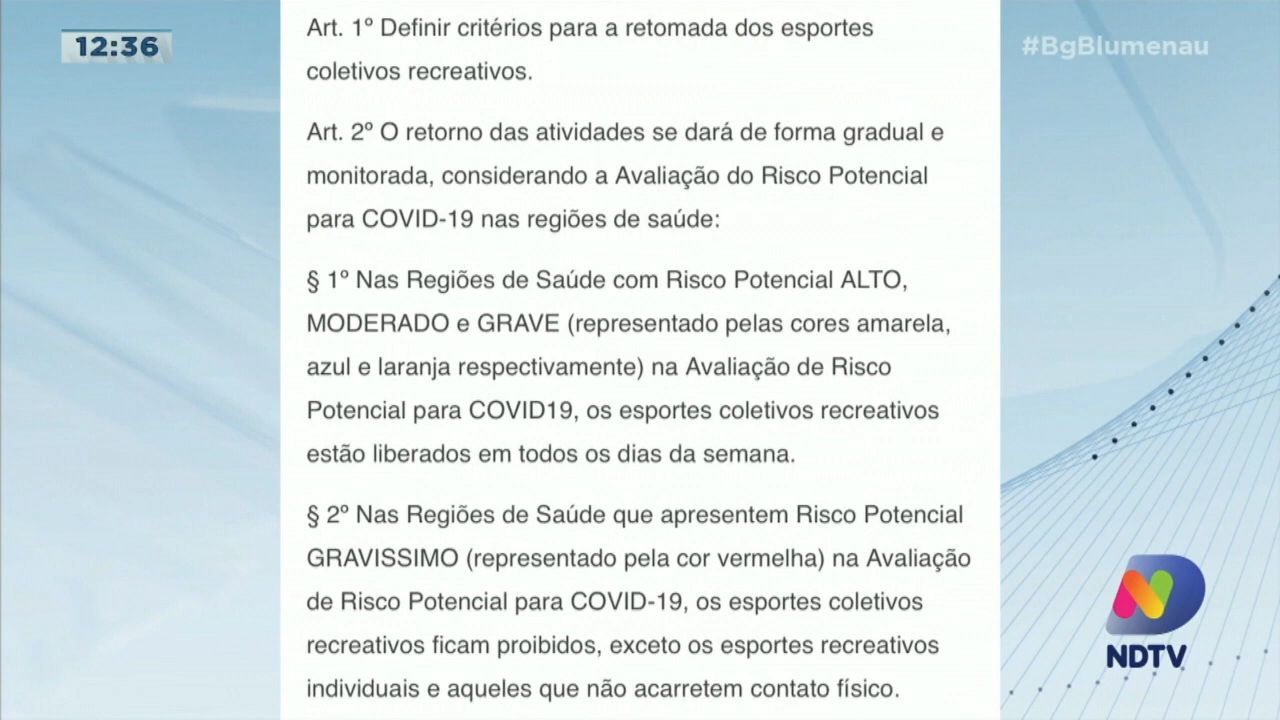 12:36
#BgBlumenau
Art. 1º Definir critérios para a retomada dos esportes
coletivos recreativos.
Art. 2º O retorno das atividades se dará de forma gradual e
monitorada, considerando a Avaliação do Risco Potencial
para COVID-19 nas regiões de saúde:
§ 1º Nas Regiões de Saúde com Risco Potencial ALTO,
MODERADO e GRAVE (representado pelas cores amarela,
azul e laranja respectivamente) na Avaliação de Risco
Potencial para COVID19, os esportes coletivos recreativos
estão liberados em todos os dias da semana.
§ 2º Nas Regiões de Saúde que apresentem Risco Potencial
GRAVISSIMO (representado pela cor vermelha) na Avaliação
de Risco Potencial para COVID-19, os esportes coletivos
recreativos ficam proibidos, exceto os esportes recreativos
individuais e aqueles que não acarretem contato físico.
NDTV